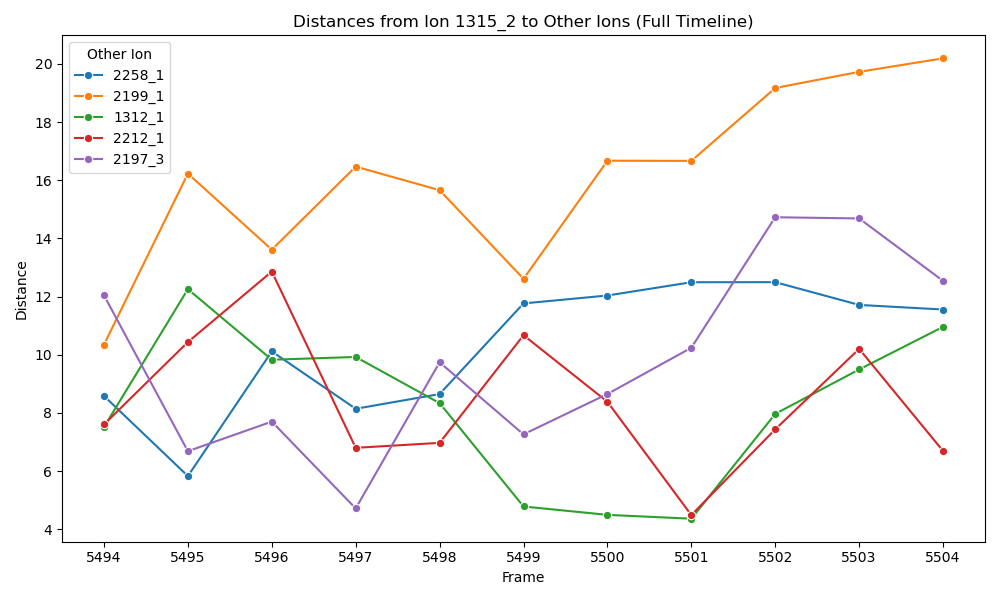 Distances from Ion 1315_2 to Other Ions (Full Timeline)
Other Ion
2258_1
2199_1
1312_1
2212_1
2197_3
Distance
20
18
16
14
12
10
8
6
4
5494 5495 5496 5497 5498 5499 5500 5501 5502 5503 5504
Frame